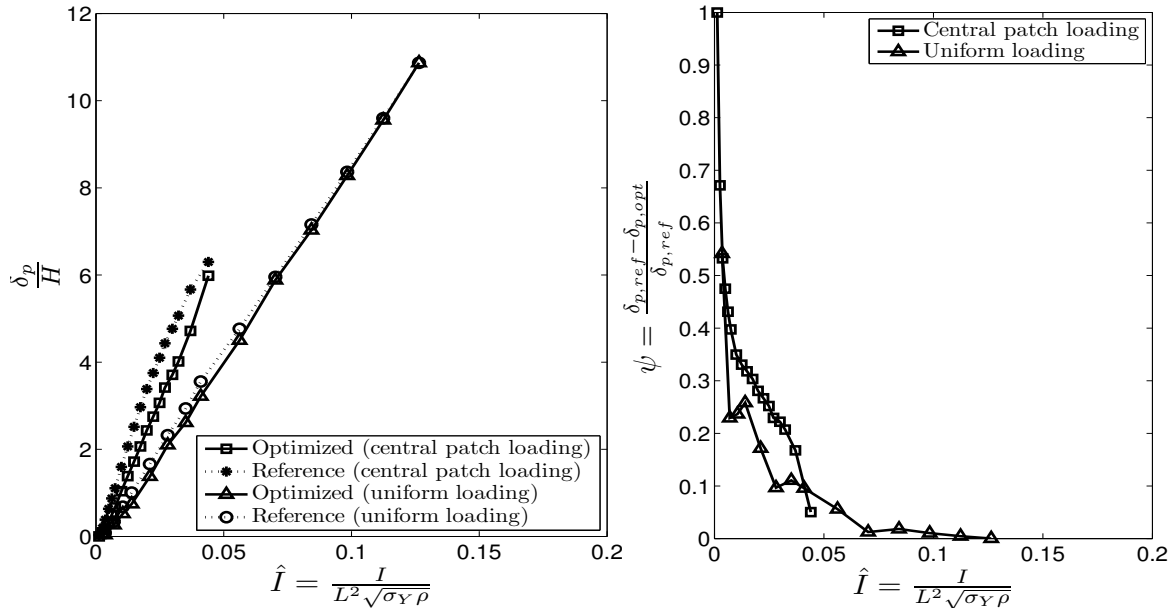 12
10
8
6
4
2
0
δp/H
0
0.05
0.1
0.15
0.2
Î = I/(L²√(σ_Y ρ))
Optimized (central patch loading)
Reference (central patch loading)
Optimized (uniform loading)
Reference (uniform loading)
1
0.9
0.8
0.7
0.6
0.5
0.4
0.3
0.2
0.1
0
ψ = (δp,ref−δp,opt)/δp,ref
0
0.05
0.1
0.15
0.2
Î = I/(L²√(σ_Y ρ))
Central patch loading
Uniform loading